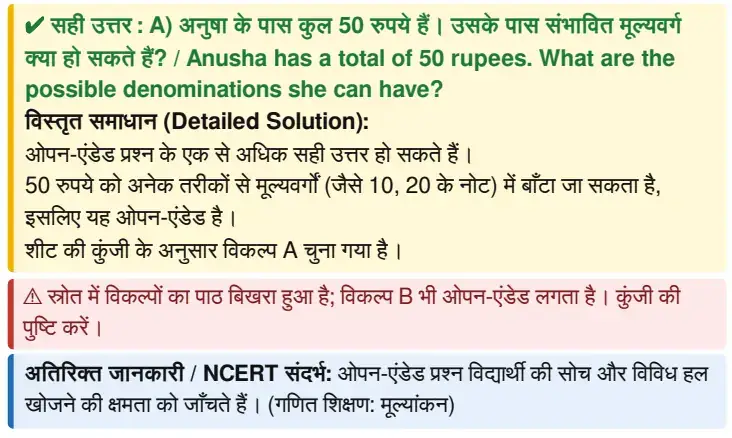 ✔ सही उत्तर : A) अनुषा के पास कुल 50 रुपये हैं। उसके पास संभावित मूल्यवर्ग
क्या हो सकते हैं? / Anusha has a total of 50 rupees. What are the
possible denominations she can have?
विस्तृत समाधान (Detailed Solution):
ओपन-एंडेड प्रश्न के एक से अधिक सही उत्तर हो सकते हैं।
50 रुपये को अनेक तरीकों से मूल्यवर्गों (जैसे 10, 20 के नोट) में बाँटा जा सकता है,
इसलिए यह ओपन-एंडेड है।
शीट की कुंजी के अनुसार विकल्प A चुना गया है।
⚠ स्रोत में विकल्पों का पाठ बिखरा हुआ है; विकल्प B भी ओपन-एंडेड लगता है। कुंजी की
पुष्टि करें।
अतिरिक्त जानकारी / NCERT संदर्भ: ओपन-एंडेड प्रश्न विद्यार्थी की सोच और विविध हल
खोजने की क्षमता को जाँचते हैं। (गणित शिक्षण: मूल्यांकन)